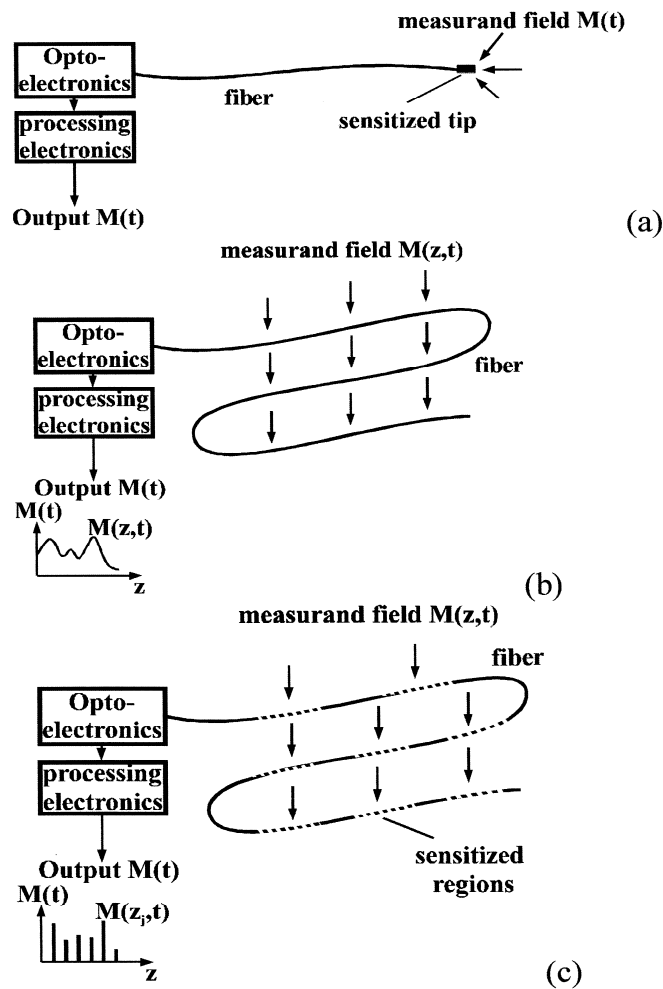 measurand field M(t)
Opto-
electronics
fiber
processing
electronics
sensitized tip
Output M(t)
(a)
measurand field M(z,t)
Opto-
electronics
fiber
processing
electronics
Output M(t)
M(t)
M(z,t)
z
(b)
measurand field M(z,t)
fiber
Opto-
electronics
processing
electronics
sensitized
regions
Output M(t)
M(t)
M(zj,t)
z
(c)